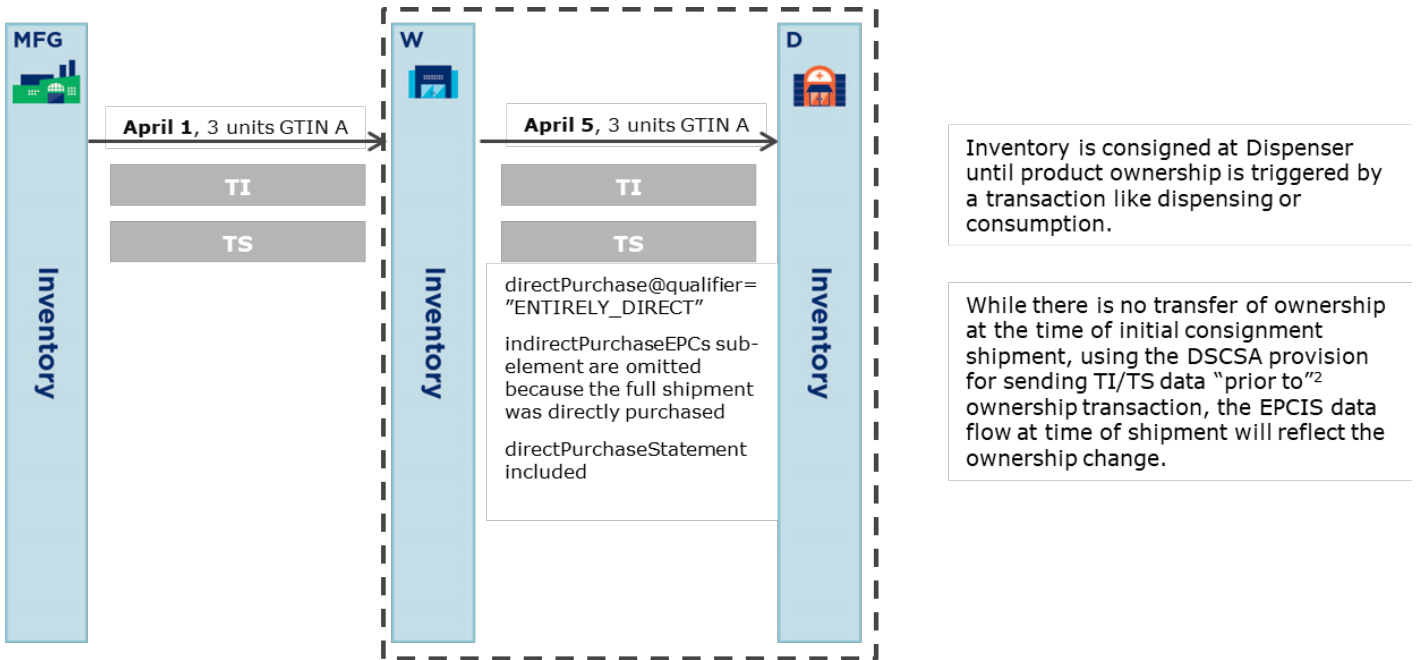 MFG
W
D
April 1, 3 units GTIN A
April 5, 3 units GTIN A
TI
TS
TI
TS
Inventory
Inventory
Inventory
directPurchase@qualifier=
”ENTIRELY_DIRECT”
indirectPurchaseEPCs sub-
element are omitted
because the full shipment
was directly purchased
directPurchaseStatement
included
Inventory is consigned at Dispenser
until product ownership is triggered by
a transaction like dispensing or
consumption.
While there is no transfer of ownership
at the time of initial consignment
shipment, using the DSCSA provision
for sending TI/TS data “prior to”2
ownership transaction, the EPCIS data
flow at time of shipment will reflect the
ownership change.